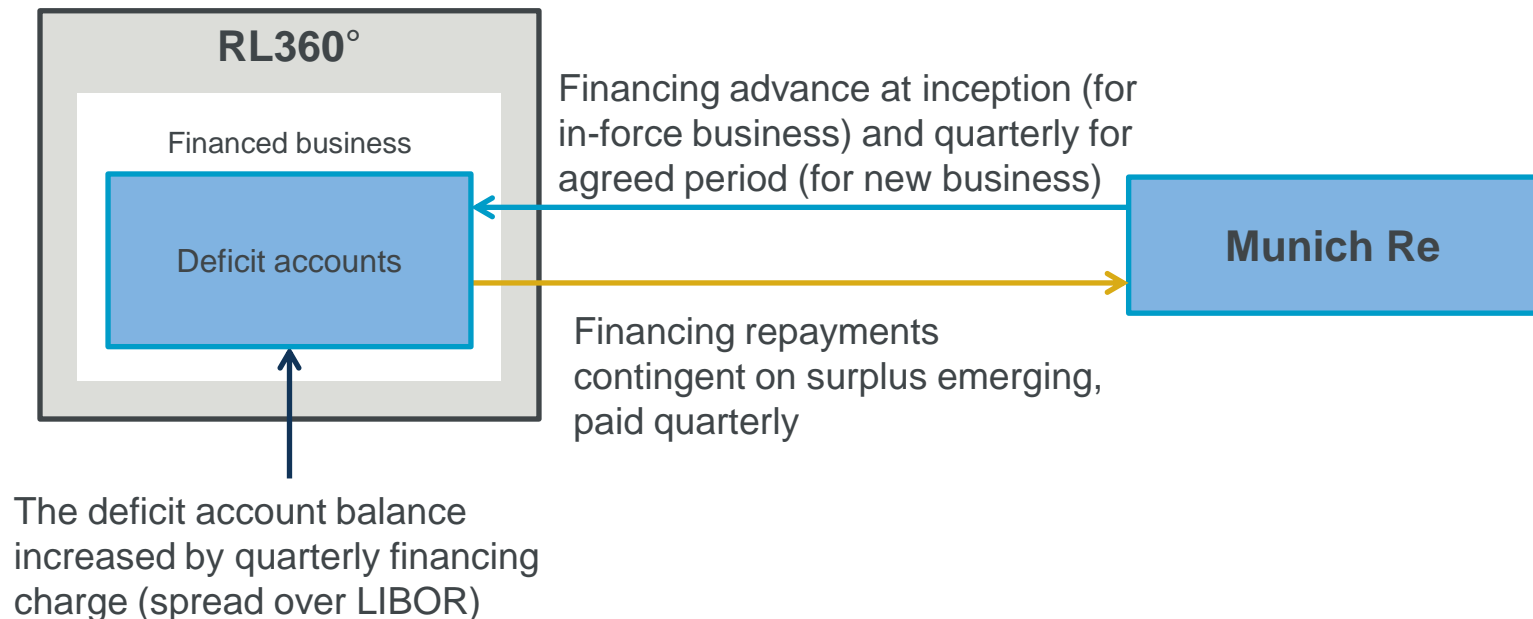 RL360°
Financed business
Deficit accounts
Financing advance at inception (for
in-force business) and quarterly for
agreed period (for new business)
Munich Re
Financing repayments
contingent on surplus emerging,
paid quarterly
The deficit account balance
increased by quarterly financing
charge (spread over LIBOR)